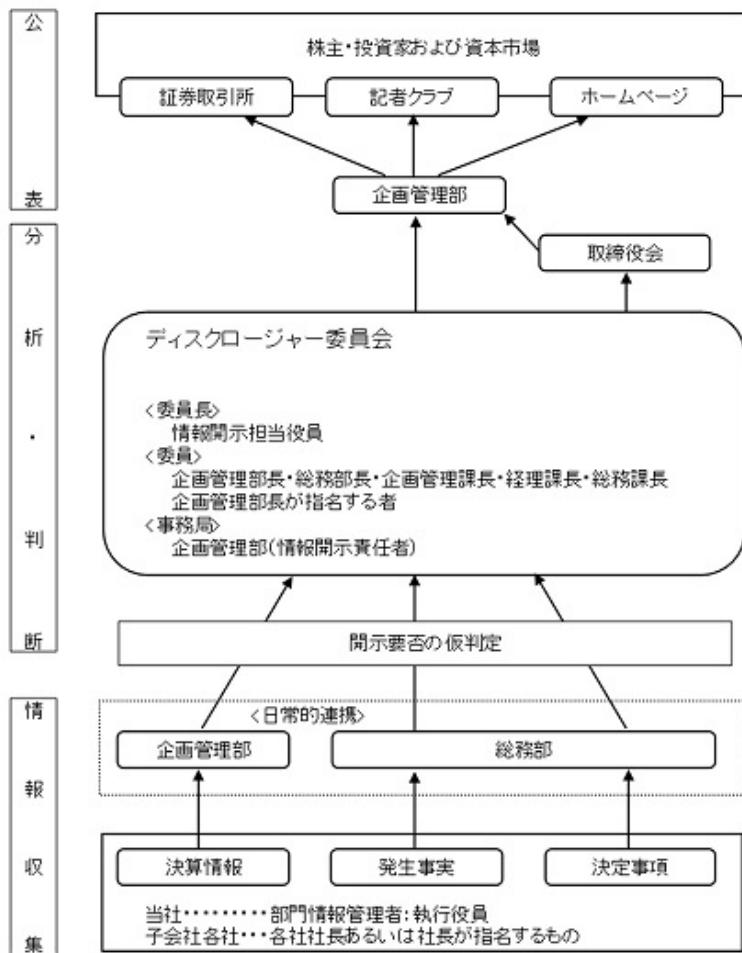 公表
株主・投資家および資本市場
証券取引所
記者クラブ
ホームページ
企画管理部
分析・判断
取締役会
ディスクロージャー委員会
<委員長>
情報開示担当役員
<委員>
企画管理部長・総務部長・企画管理課長・経理課長・総務課長
企画管理部長が指名する者
<事務局>
企画管理部(情報開示責任者)
開示要否の仮判定
情報収集
<日常的連携>
企画管理部
総務部
決算情報
発生事実
決定事項
当社・・・・・・・・・部門情報管理者:執行役員
子会社各社・・・各社社長あるいは社長が指名するもの